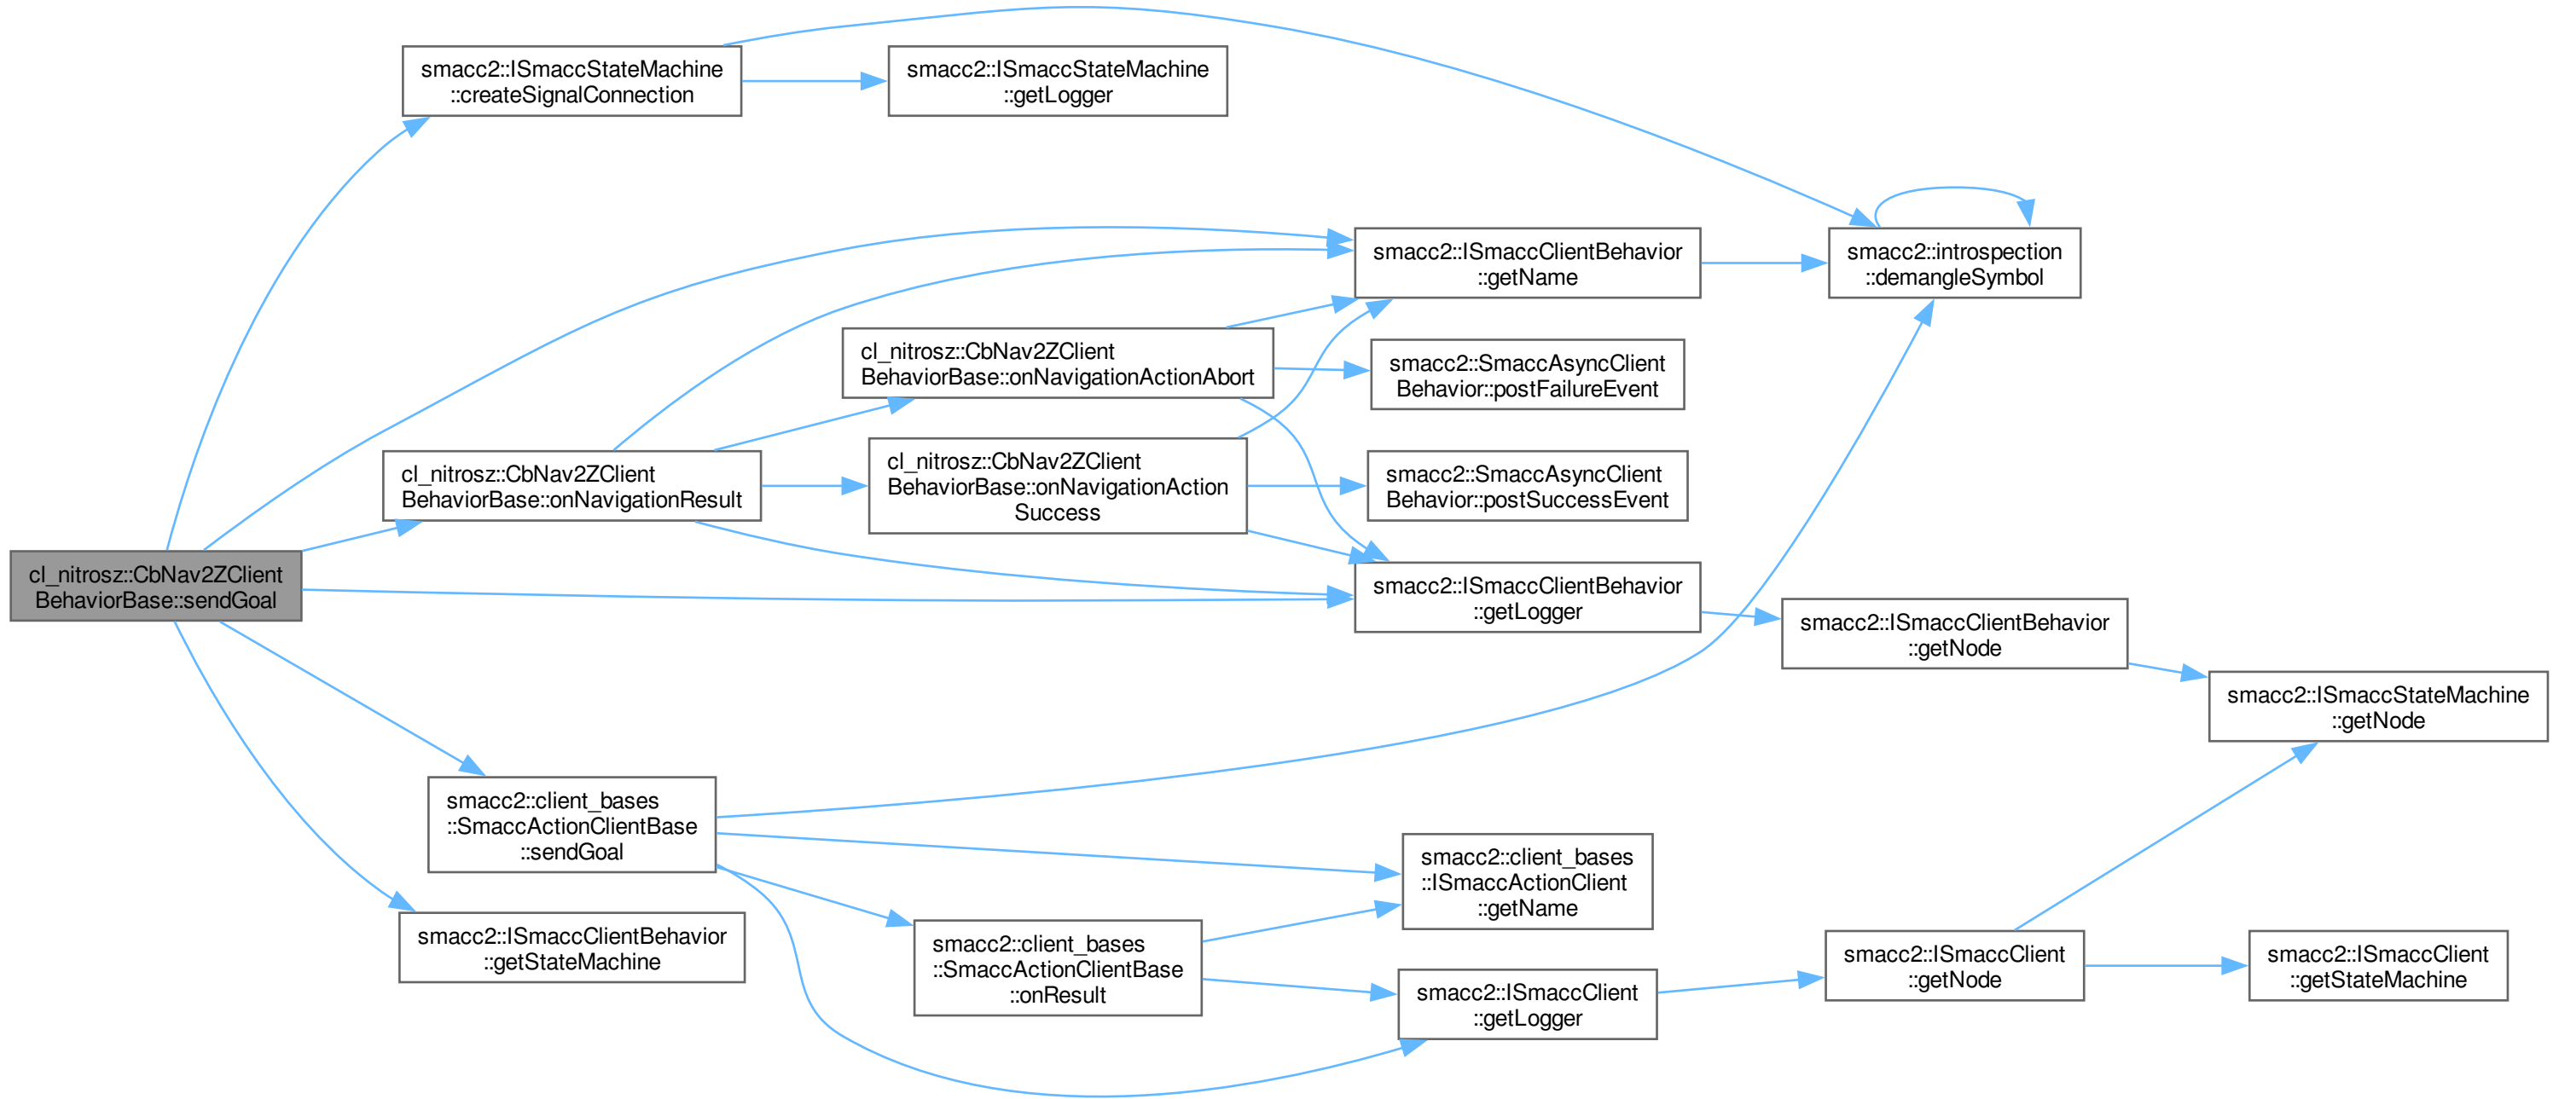 smacc2::ISmaccStateMachine
::createSignalConnection
smacc2::ISmaccStateMachine
::getLogger
smacc2::ISmaccClientBehavior
::getName
smacc2::introspection
::demangleSymbol
cl_nitrosz::CbNav2ZClient
BehaviorBase::onNavigationActionAbort
smacc2::SmaccAsyncClient
Behavior::postFailureEvent
cl_nitrosz::CbNav2ZClient
BehaviorBase::onNavigationResult
cl_nitrosz::CbNav2ZClient
BehaviorBase::onNavigationAction
Success
smacc2::SmaccAsyncClient
Behavior::postSuccessEvent
cl_nitrosz::CbNav2ZClient
BehaviorBase::sendGoal
smacc2::ISmaccClientBehavior
::getLogger
smacc2::ISmaccClientBehavior
::getNode
smacc2::ISmaccStateMachine
::getNode
smacc2::client_bases
::SmaccActionClientBase
::sendGoal
smacc2::client_bases
::ISmaccActionClient
::getName
smacc2::ISmaccClientBehavior
::getStateMachine
smacc2::client_bases
::SmaccActionClientBase
::onResult
smacc2::ISmaccClient
::getLogger
smacc2::ISmaccClient
::getNode
smacc2::ISmaccClient
::getStateMachine